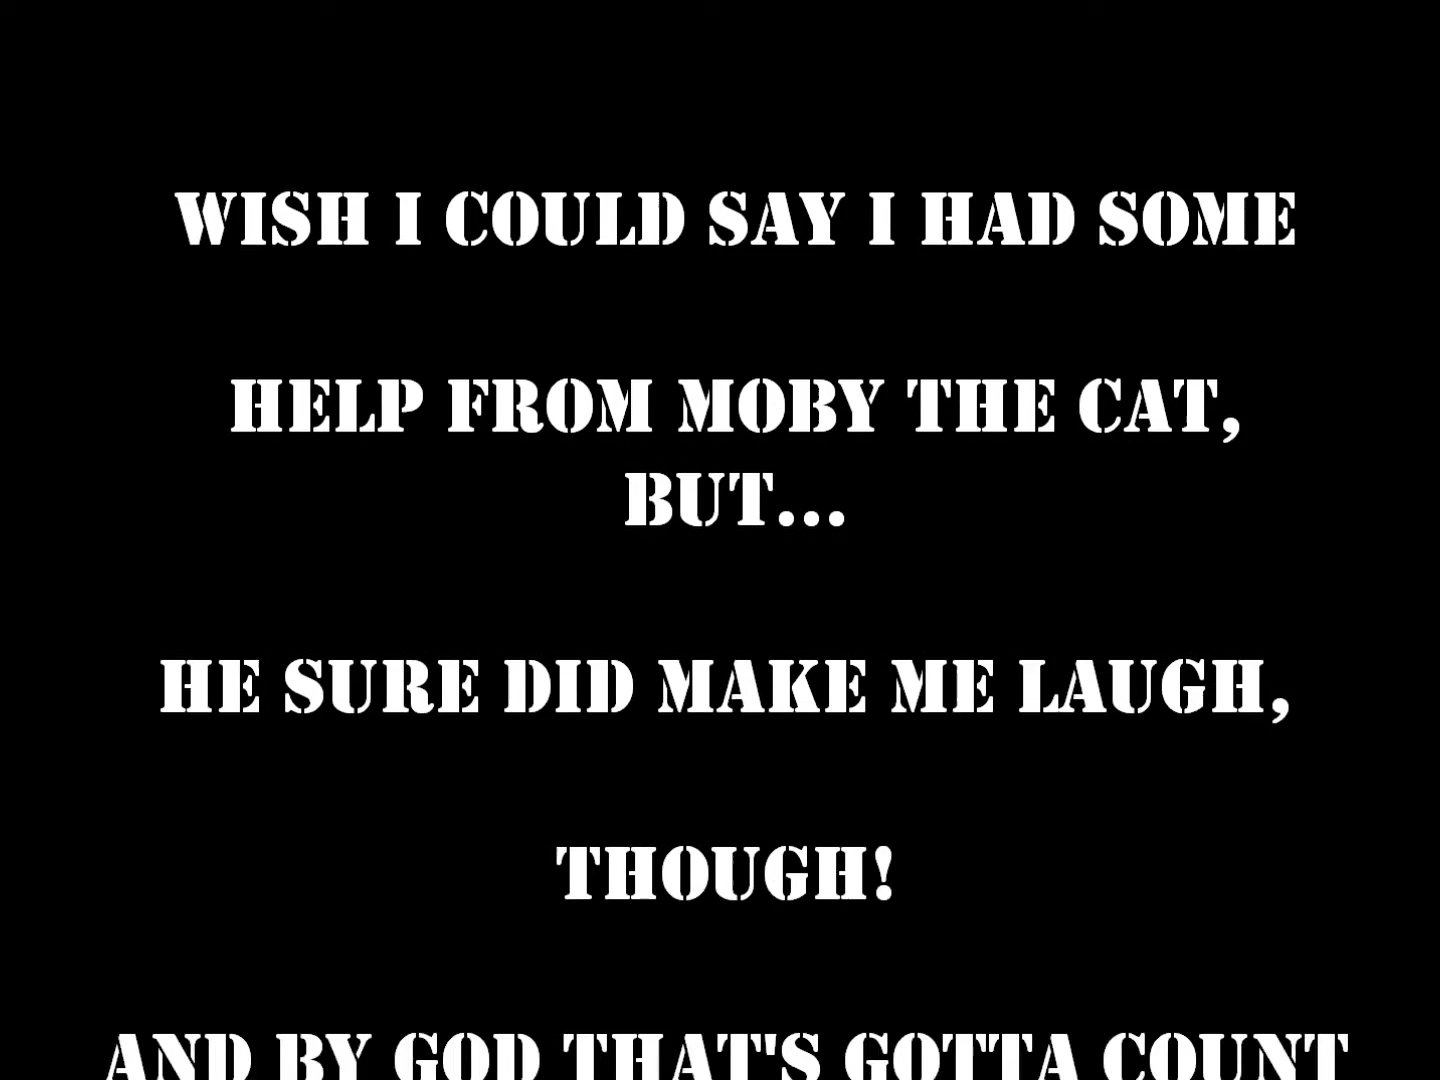 WISH I COULD SAY I HAD SOME
HELP FROM MOBY THE CAT,
BUT...
HE SURE DID MAKE ME LAUGH,
THOUGH!
AND BY GOD THAT'S GOTTA COUNT